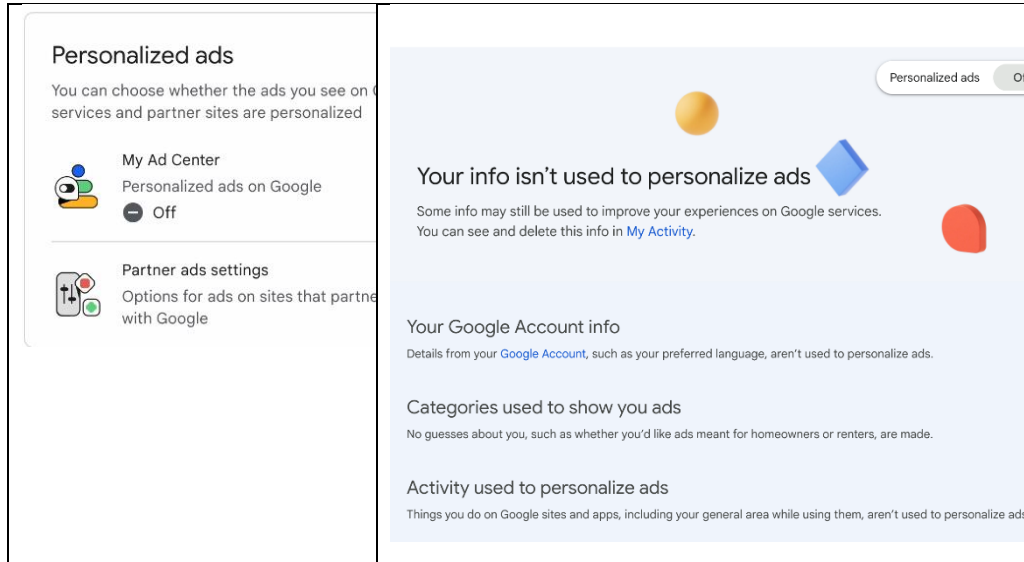 Personalized ads
You can choose whether the ads you see on
services and partner sites are personalized
My Ad Center
Personalized ads on Google
Off
Partner ads settings
Options for ads on sites that partne
with Google
Personalized ads
Your info isn’t used to personalize ads
Some info may still be used to improve your experiences on Google services.
You can see and delete this info in My Activity.
Your Google Account info
Details from your Google Account, such as your preferred language, aren’t used to personalize ads.
Categories used to show you ads
No guesses about you, such as whether you’d like ads meant for homeowners or renters, are made.
Activity used to personalize ads
Things you do on Google sites and apps, including your general area while using them, aren’t used to personalize ads